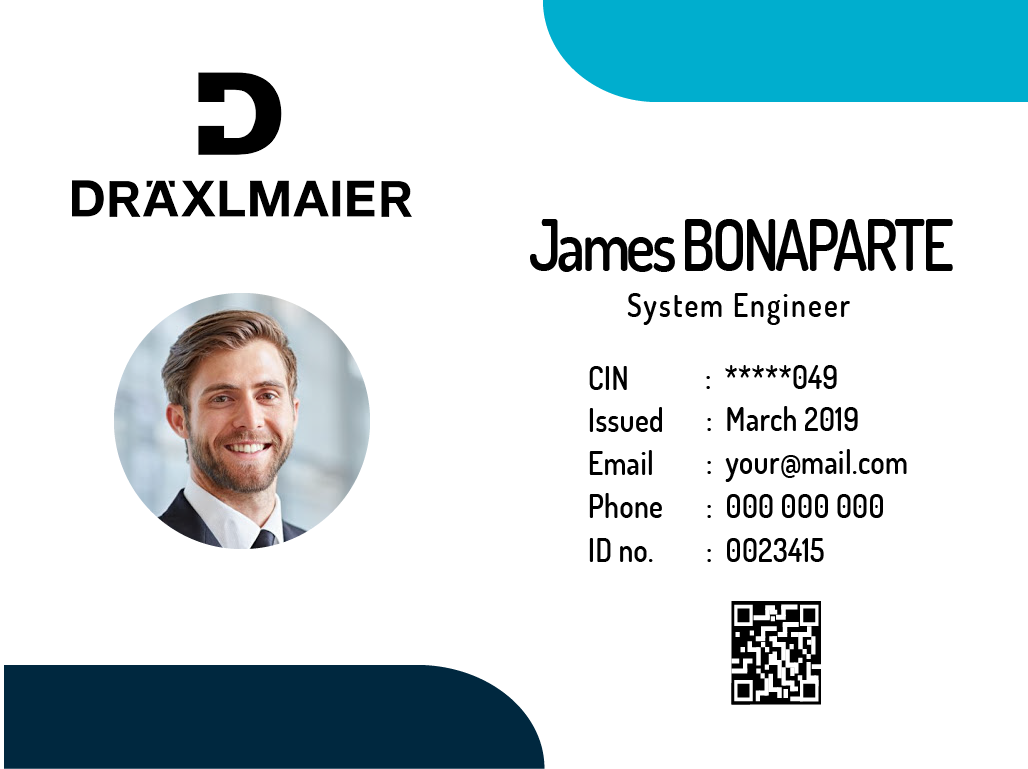 D
DRÄXLMAIER
James BONAPARTE
System Engineer
CIN : *****049
Issued : March 2019
Email : your@mail.com
Phone : 000 000 000
ID no. : 0023415